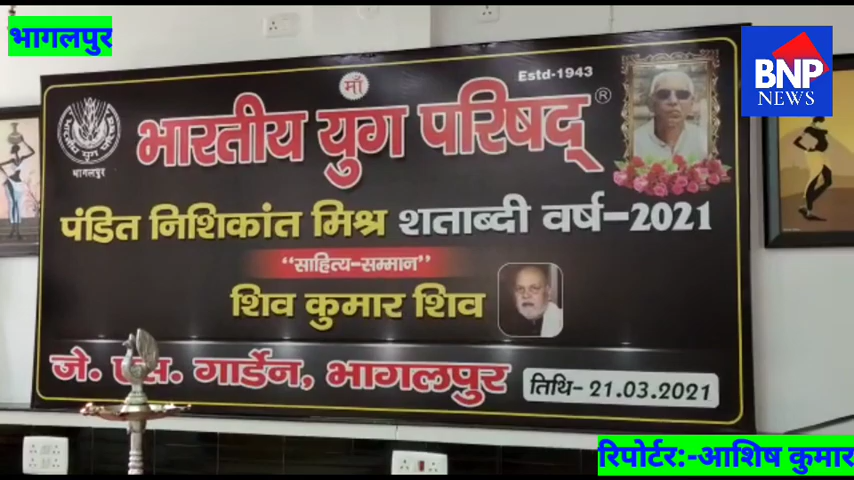 भागलपुर
BNP
NEWS
Estd-1943
माँ
भारतीय युग परिषद्®
भागलपुर
पंडित निशिकांत मिश्र शताब्दी वर्ष-2021
"साहित्य-सम्मान"
शिव कुमार शिव
जे. एस. गार्डेन, भागलपुर
तिथि- 21.03.2021
रिपोर्टर:-आशिष कुमार